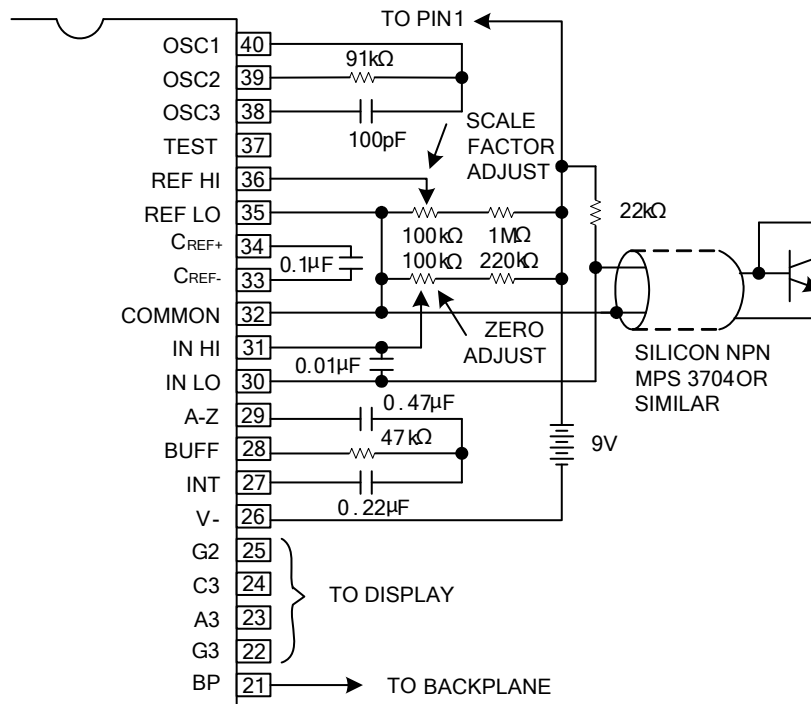 TO PIN1
OSC1 40
91kΩ
OSC2 39
OSC3 38
100pF
TEST 37
SCALE
FACTOR
ADJUST
REF HI 36
REF LO 35
22kΩ
100kΩ 1MΩ
CREF+ 34
100kΩ 220kΩ
0.1µF
CREF- 33
COMMON 32
ZERO
ADJUST
IN HI 31
0.01µF
IN LO 30
SILICON NPN
MPS 3704OR
SIMILAR
0.47µF
A-Z 29
47kΩ
BUFF 28
9V
INT 27
0.22µF
V- 26
G2 25
C3 24
TO DISPLAY
A3 23
G3 22
BP 21
TO BACKPLANE